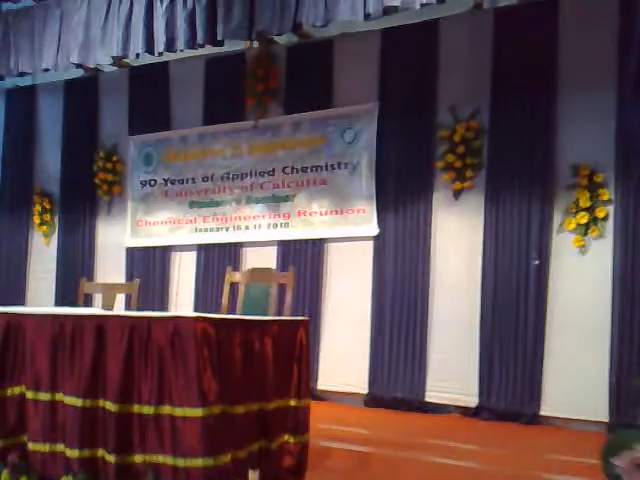 90 Years of Applied Chemistry
University of Calcutta
Chemical Engineering Reunion
January 16 & 17 2010